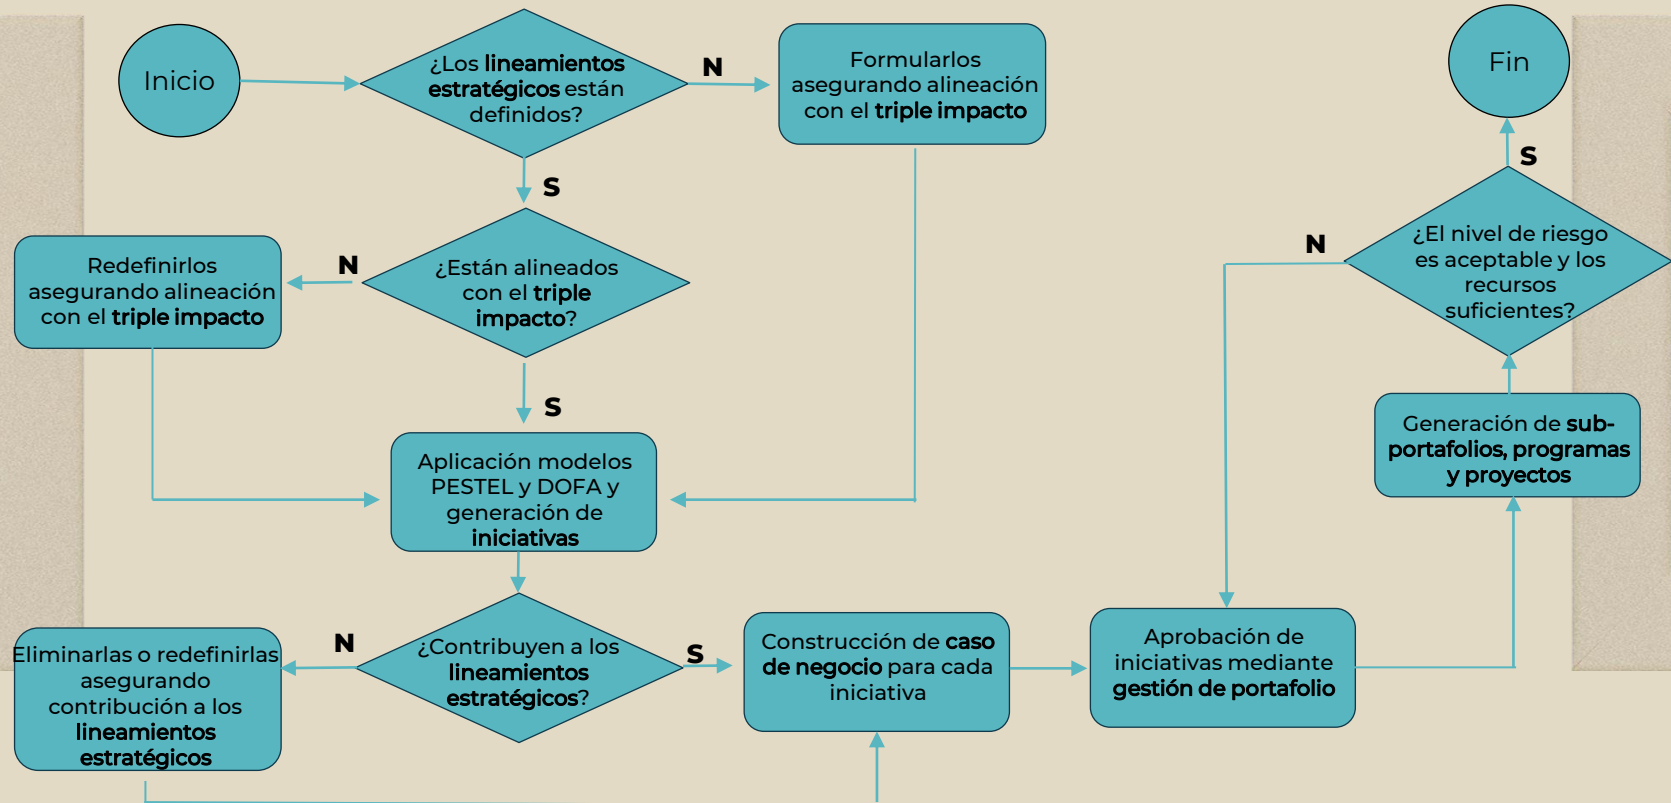 Inicio
¿Los lineamientos
estratégicos están
definidos?
N
Formularlos
asegurando alineación
con el triple impacto
S
¿Están alineados
con el triple
impacto?
N
Redefinirlos
asegurando alineación
con el triple impacto
S
Aplicación modelos
PESTEL y DOFA y
generación de
iniciativas
¿Contribuyen a los
lineamientos
estratégicos?
N
Eliminarlas o redefinirlas
asegurando
contribución a los
lineamientos
estratégicos
S
Construcción de caso
de negocio para cada
iniciativa
Aprobación de
iniciativas mediante
gestión de portafolio
Generación de sub-
portafolios, programas
y proyectos
¿El nivel de riesgo
es aceptable y los
recursos
suficientes?
N
S
Fin